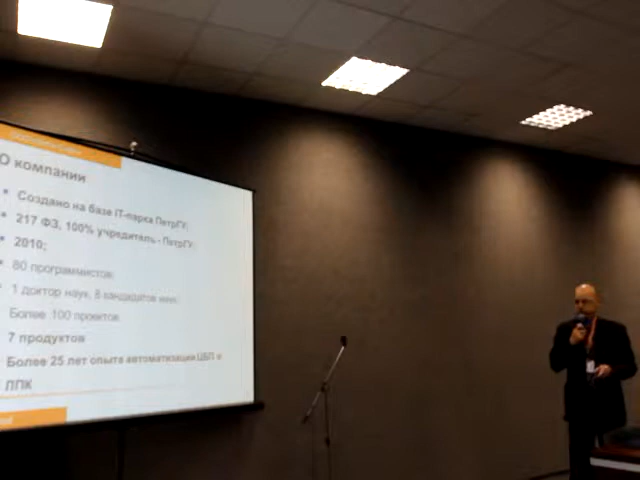 О компании
Создано на базе IT-парка ПетрГУ;
217 ФЗ, 100% учредитель - ПетрГУ;
2010;
80 программистов;
1 доктор наук, 8 кандидатов наук;
Более 100 проектов
7 продуктов
Более 25 лет опыта автоматизации ЦБП и
ЛПК